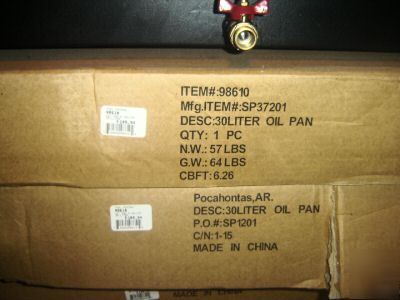 ITEM#:98610
Mfg.ITEM#:SP37201
DESC:30LITER OIL PAN
QTY: 1 PC
N.W.: 57 LBS
G.W.: 64 LBS
CBFT: 6.26
Pocahontas,AR.
DESC:30LITER OIL PAN
P.O.#:SP1201
C/N:1-15
MADE IN CHINA